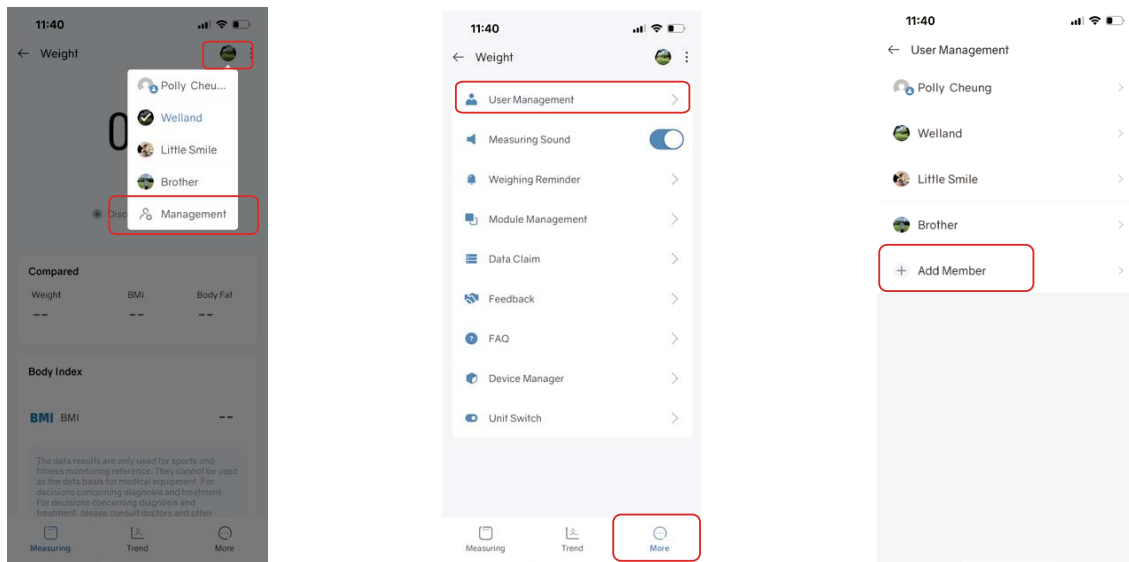 11:40
Weight
Polly Cheu...
Welland
Little Smile
Brother
Management
0
Disc
Compared
Weight BMI Body Fat
-- -- --
Body Index
BMI BMI --
The data results are only used for sports and
fitness monitoring reference. They cannot be used
as the data basis for medical equipment. For
decisions concerning diagnosis and treatment.
For decisions concerning diagnosis and
treatment, please consult doctors and other
Measuring Trend More
11:40
Weight
User Management
Measuring Sound
Weighing Reminder
Module Management
Data Claim
Feedback
FAQ
Device Manager
Unit Switch
Measuring Trend More
11:40
User Management
Polly Cheung
Welland
Little Smile
Brother
+ Add Member